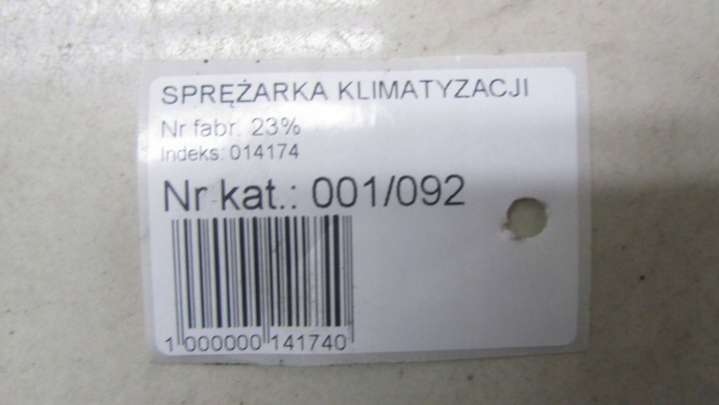 SPRĘŻARKA KLIMATYZACJI
Nr fabr. 23%
Indeks: 014174
Nr kat.: 001/092
1 000000 141740